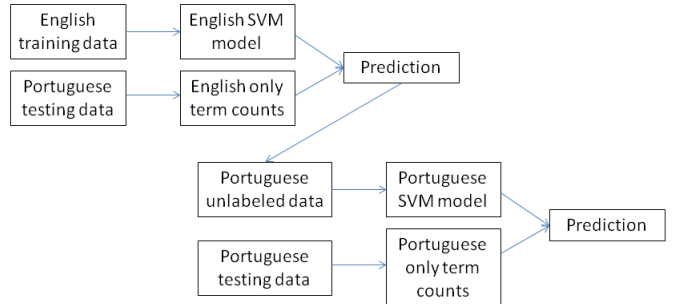 English
training data
English SVM
model
Prediction
Portuguese
testing data
English only
term counts
Portuguese
unlabeled data
Portuguese
SVM model
Prediction
Portuguese
testing data
Portuguese
only term
counts